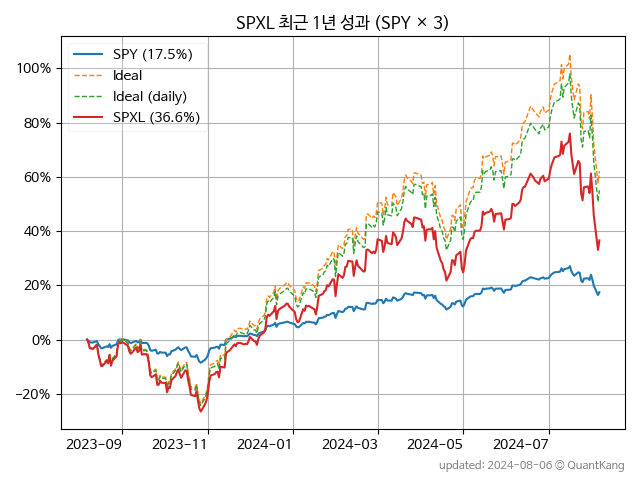 SPXL 최근 1년 성과 (SPY × 3)
SPY (17.5%)
Ideal
Ideal (daily)
SPXL (36.6%)
100%
80%
60%
40%
20%
0%
−20%
2023-09
2023-11
2024-01
2024-03
2024-05
2024-07
updated: 2024-08-06 © QuantKang